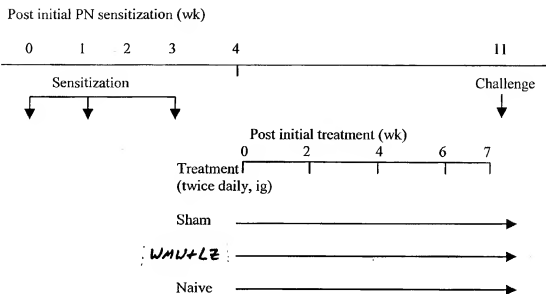 Post initial PN sensitization (wk)
0 1 2 3 4 11
Sensitization Challenge
Post initial treatment (wk)
0 2 4 6 7
Treatment
(twice daily, ig)
Sham
WMW+LZ
Naive